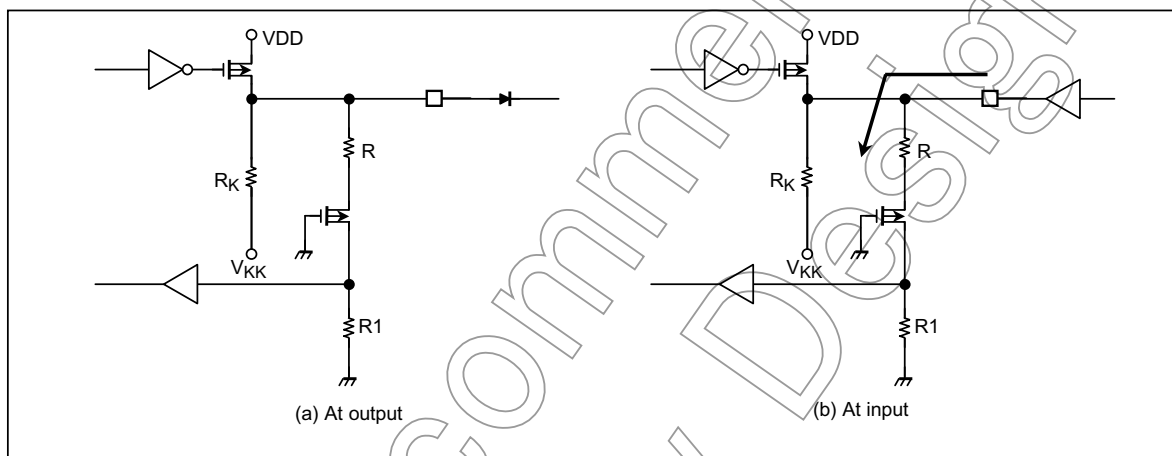 VDD
R
RK
VKK
R1
(a) At output
VDD
R
RK
VKK
R1
(b) At input